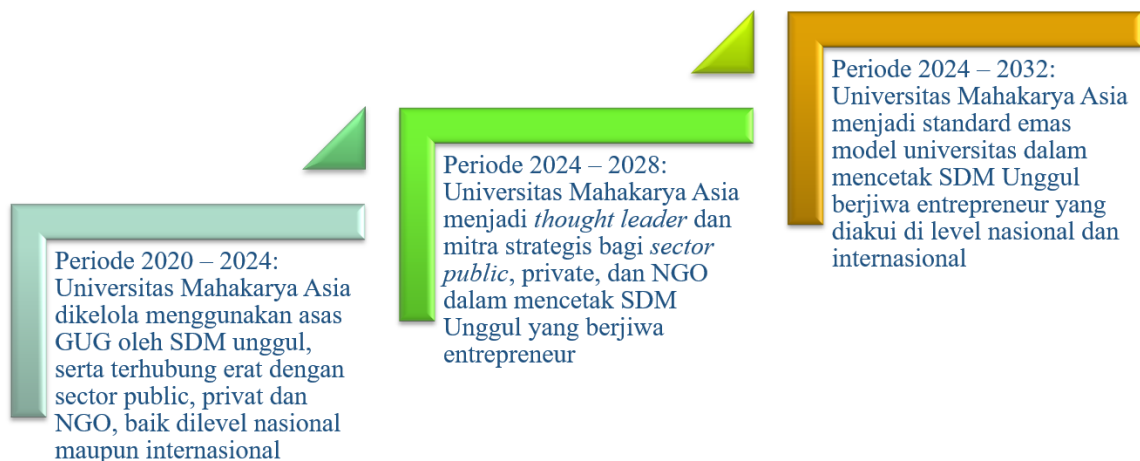 Periode 2020 – 2024:
Universitas Mahakarya Asia
dikelola menggunakan asas
GUG oleh SDM unggul,
serta terhubung erat dengan
sector public, privat dan
NGO, baik dilevel nasional
maupun internasional
Periode 2024 – 2028:
Universitas Mahakarya Asia
menjadi thought leader dan
mitra strategis bagi sector
public, private, dan NGO
dalam mencetak SDM
Unggul yang berjiwa
entrepreneur
Periode 2024 – 2032:
Universitas Mahakarya Asia
menjadi standard emas
model universitas dalam
mencetak SDM Unggul
berjiwa entrepreneur yang
diakui di level nasional dan
internasional